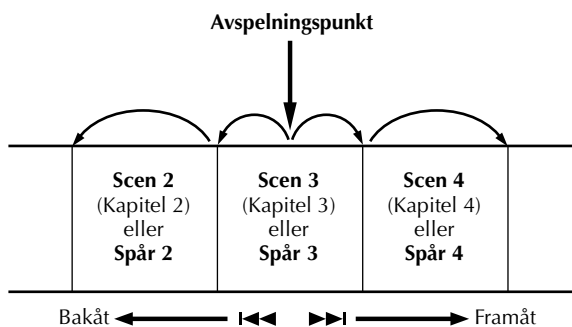 Avspelningspunkt
Scen 2
(Kapitel 2)
eller
Spår 2
Scen 3
(Kapitel 3)
eller
Spår 3
Scen 4
(Kapitel 4)
eller
Spår 4
Bakåt
Framåt